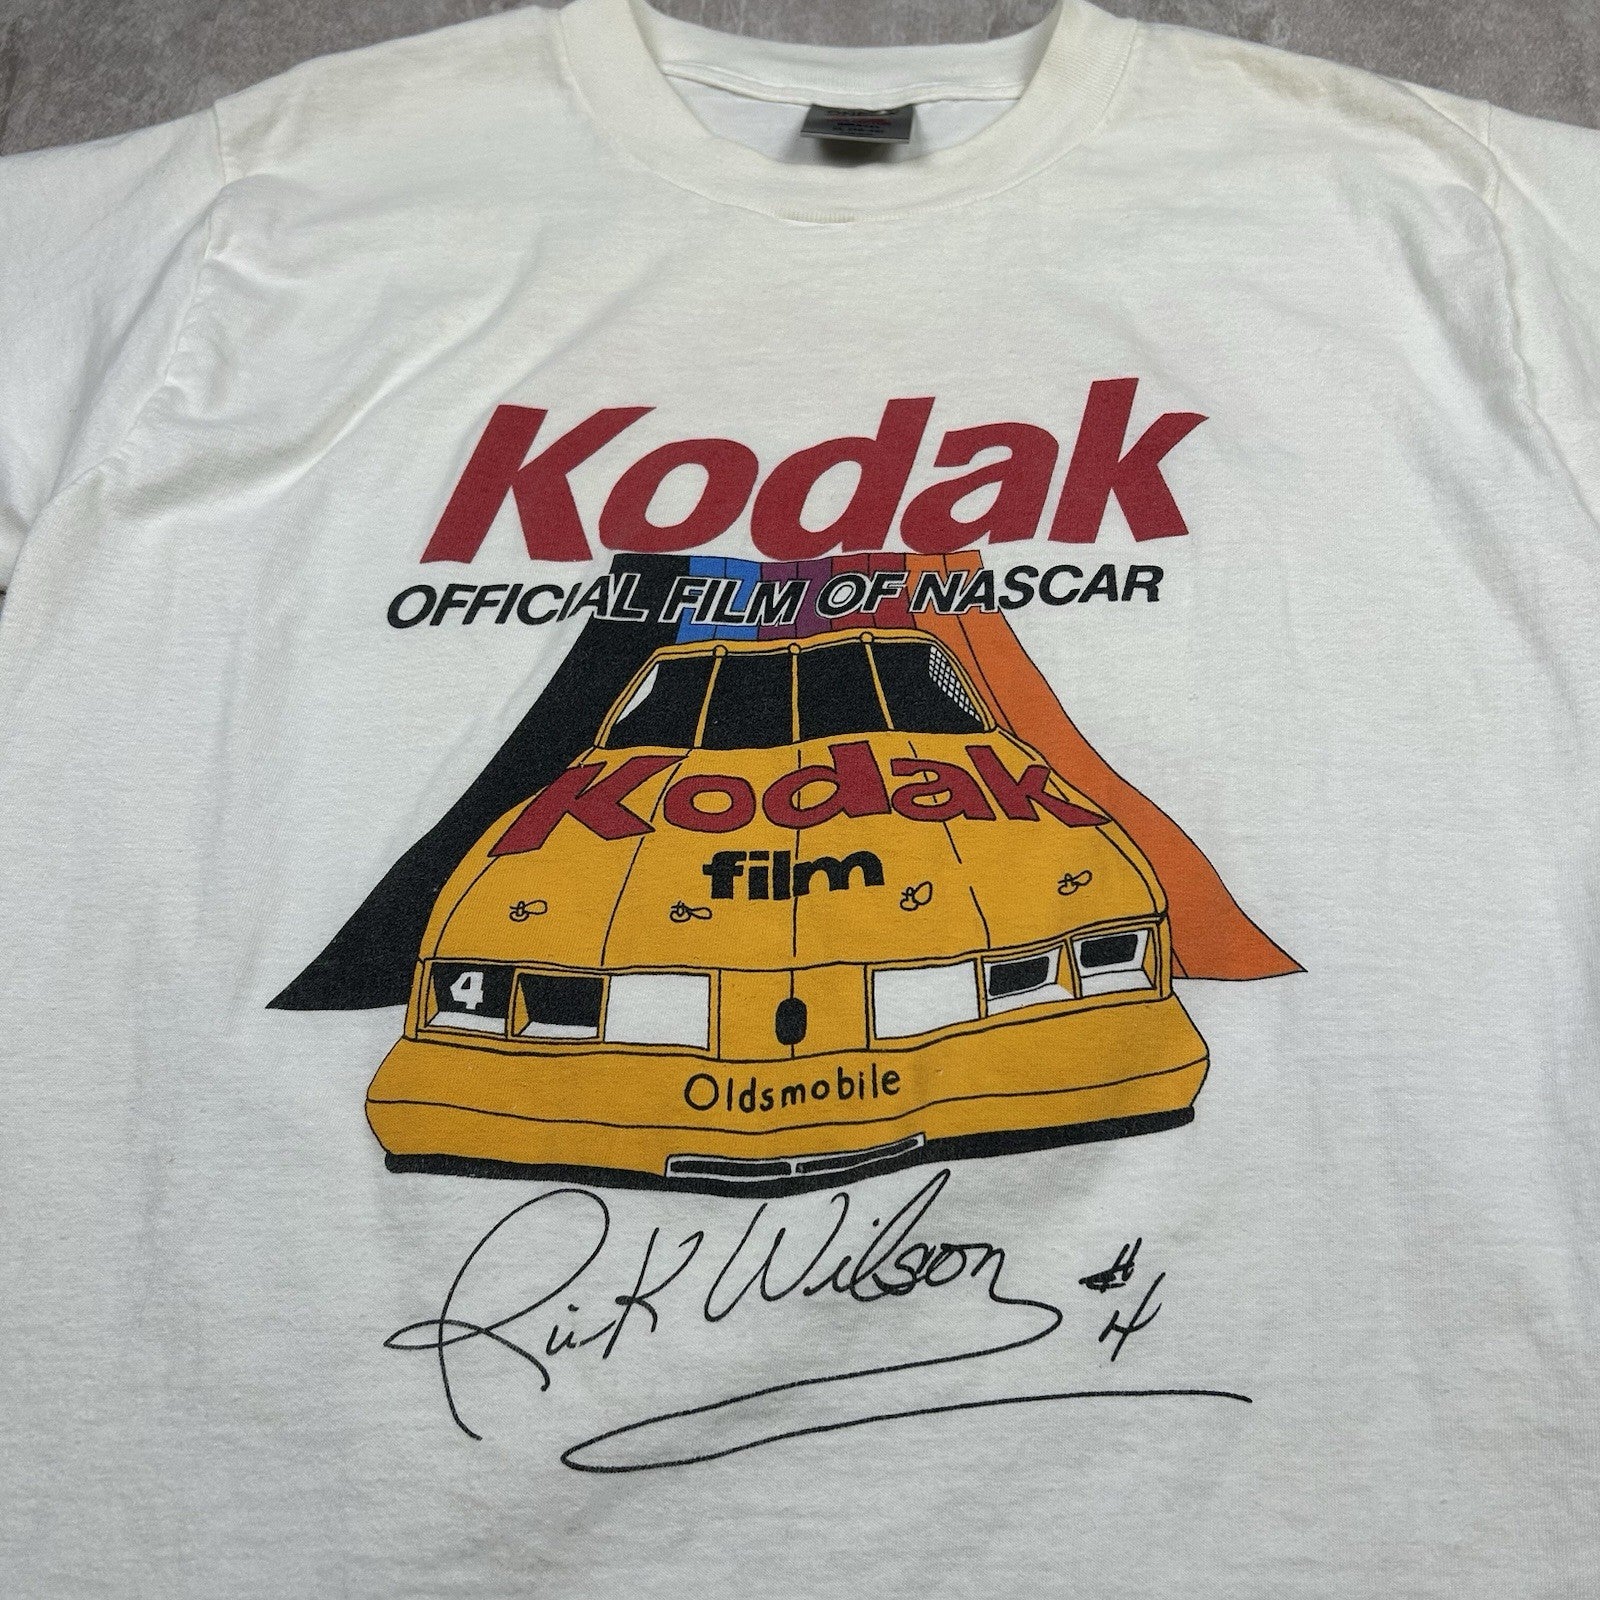 Kodak
OFFICIAL FILM OF NASCAR
Kodak
film
4
Oldsmobile
Rick Wilson #4